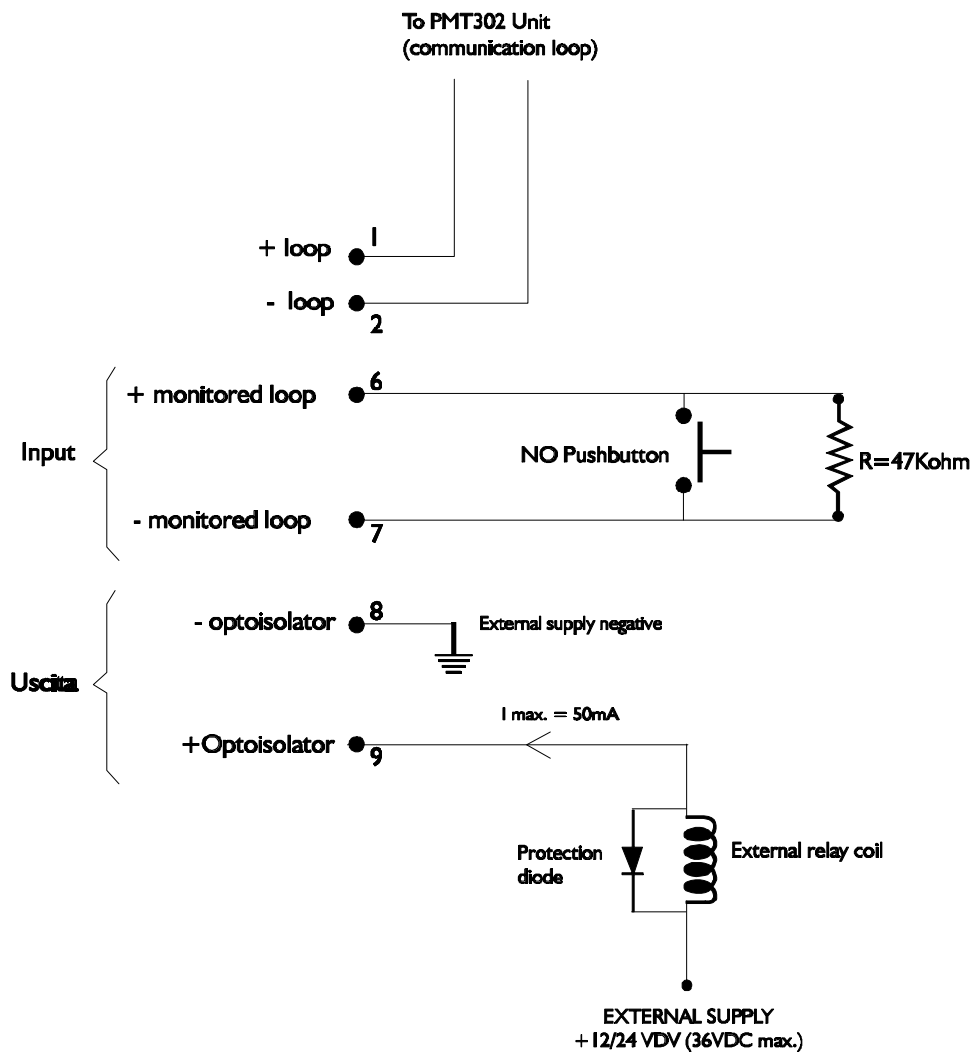 To PMT302 Unit
(communication loop)
+ loop
1
- loop
2
Input
+ monitored loop
6
NO Pushbutton
R=47Kohm
- monitored loop
7
Uscita
- optoisolator
8
External supply negative
I max. = 50mA
+Optoisolator
9
Protection
diode
External relay coil
EXTERNAL SUPPLY
+12/24 VDV (36VDC max.)